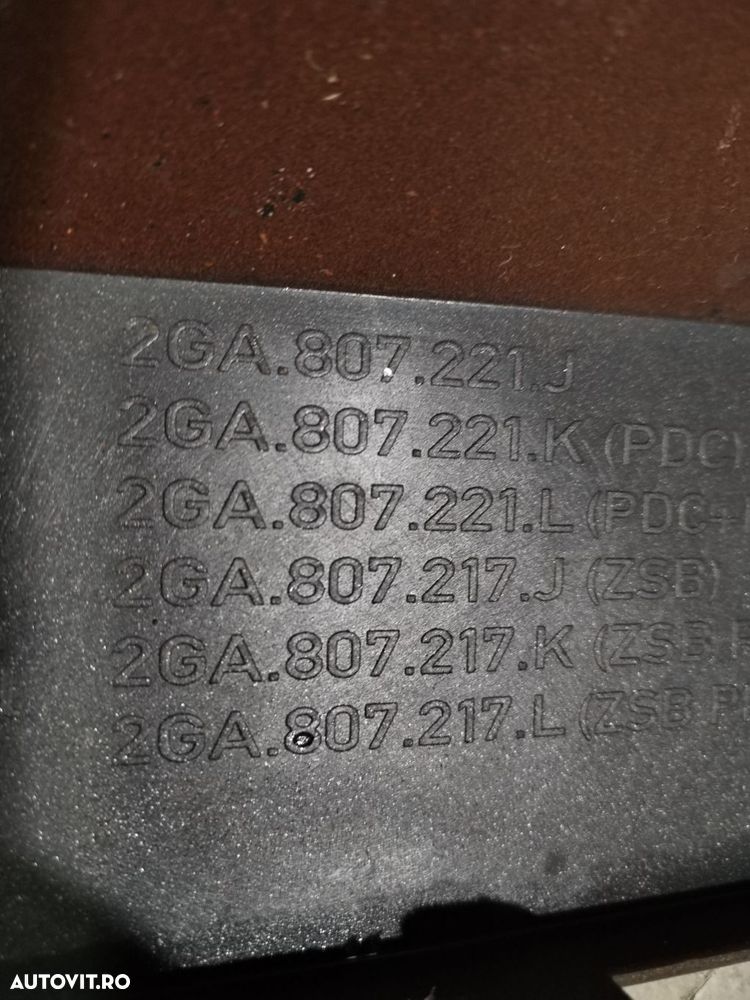 2GA.807.221.J
2GA.807.221.K (PDC)
2GA.807.221.L (PDC+
2GA.807.217.J (ZSB)
2GA.807.217.K (ZSB
2GA.807.217.L (ZSB P
AUTOVIT.RO